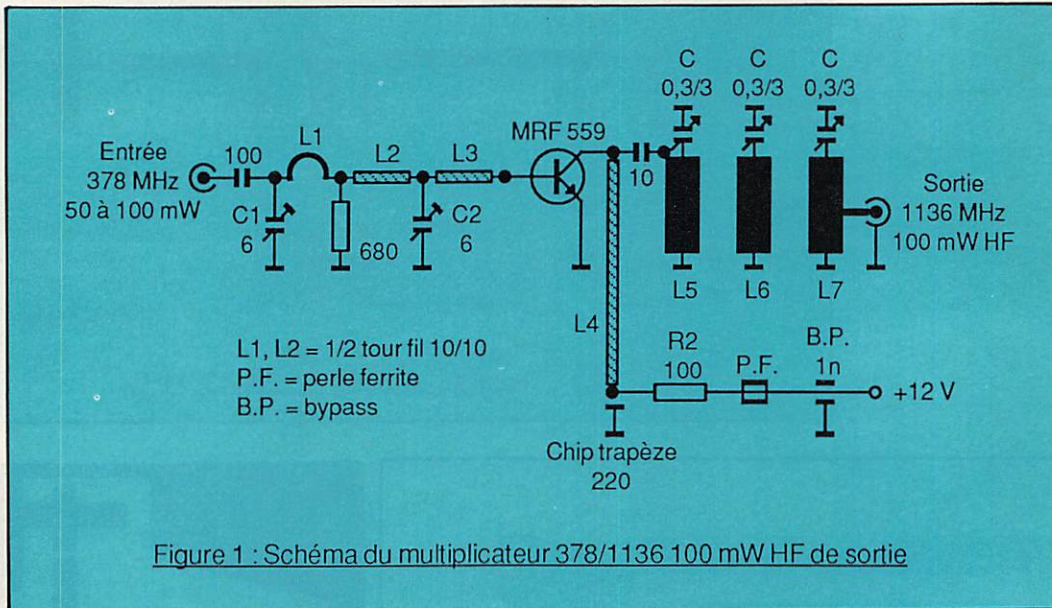 Entrée
378 MHz
50 à 100 mW
100
L1
C1
6
680
L2
C2
6
L3
MRF 559
10
C
0,3/3
C
0,3/3
C
0,3/3
L5
L6
L7
Sortie
1136 MHz
100 mW HF
L4
R2
100
P.F.
B.P.
1n
+12 V
Chip trapèze
220
L1, L2 = 1/2 tour fil 10/10
P.F. = perle ferrite
B.P. = bypass
Figure 1 : Schéma du multiplicateur 378/1136 100 mW HF de sortie